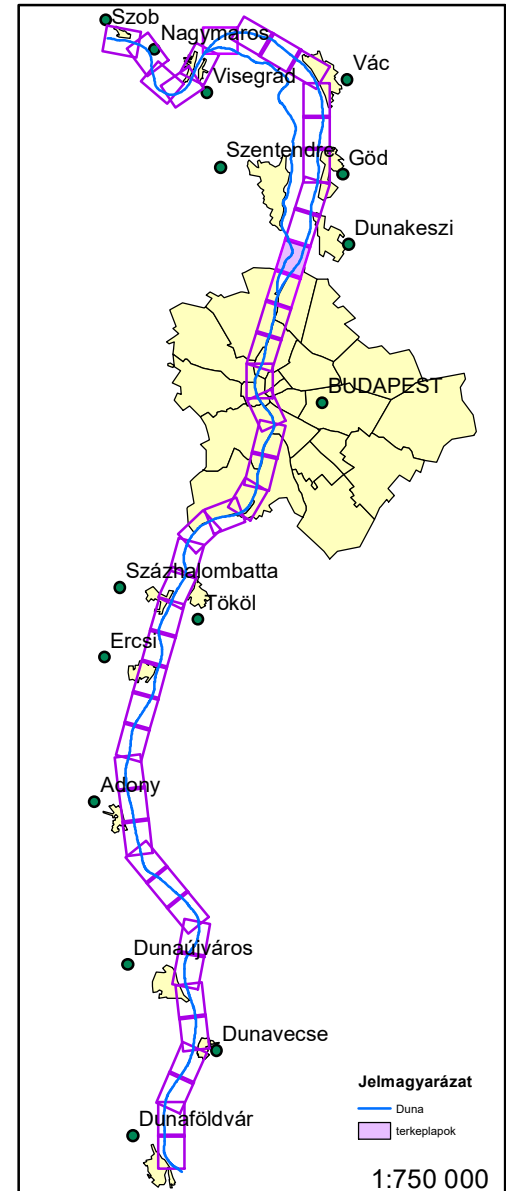 Szob
Nagymaros
Visegrád
Vác
Szentendre
Göd
Dunakeszi
BUDAPEST
Százhalombatta
Tököl
Ercsi
Adony
Dunaújváros
Dunavecse
Dunaföldvár
Jelmagyarázat
Duna
terkeplapok
1:750 000